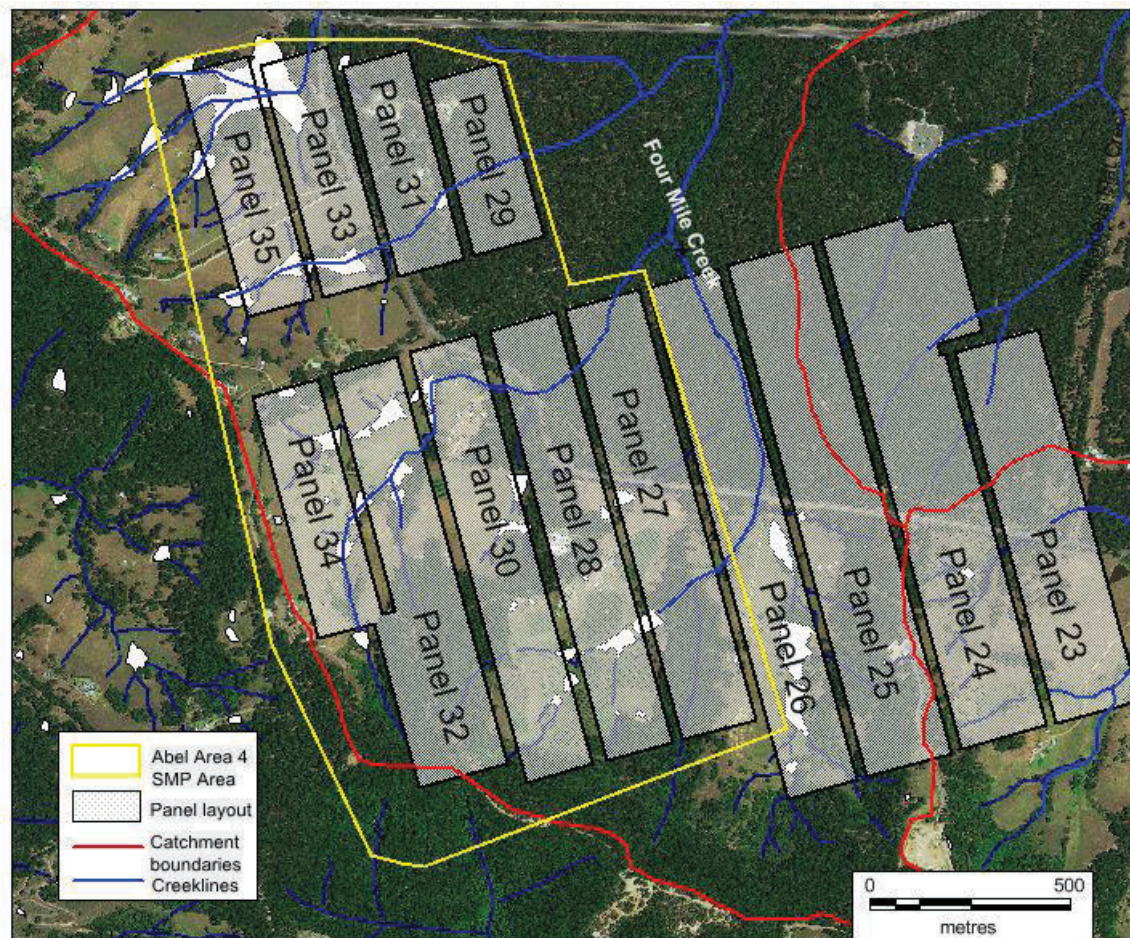 Panel 35
Panel 33
Panel 31
Panel 29
Four Mile Creek
Panel 34
Panel 32
Panel 30
Panel 28
Panel 27
Panel 26
Panel 25
Panel 24
Panel 23
Abel Area 4
SMP Area
Panel layout
Catchment
boundaries
Creeklines
0 500
metres